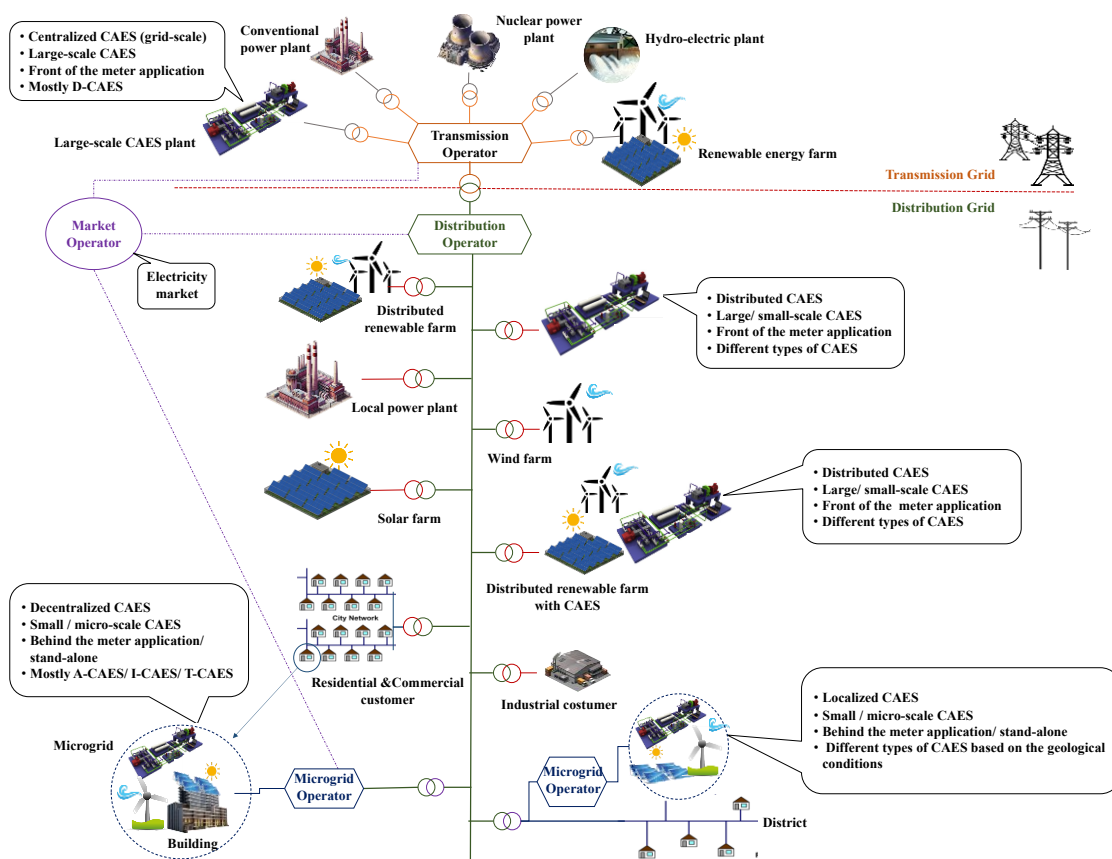 • Centralized CAES (grid-scale)
• Large-scale CAES
• Front of the meter application
• Mostly D-CAES
Conventional
power plant
Nuclear power
plant
Hydro-electric plant
Large-scale CAES plant
Transmission
Operator
Renewable energy farm
Transmission Grid
Distribution Grid
Market
Operator
Distribution
Operator
Electricity
market
Distributed
renewable farm
• Distributed CAES
• Large/ small-scale CAES
• Front of the meter application
• Different types of CAES
Local power plant
Wind farm
• Distributed CAES
• Large/ small-scale CAES
• Front of the  meter application
• Different types of CAES
Solar farm
Distributed renewable farm
with CAES
• Decentralized CAES
• Small / micro-scale CAES
• Behind the meter application/
stand-alone
• Mostly A-CAES/ I-CAES/ T-CAES
City Network
Residential &Commercial
customer
Industrial costumer
• Localized CAES
• Small / micro-scale CAES
• Behind the meter application/ stand-alone
• Different types of CAES based on the geological
conditions
Microgrid
Microgrid
Operator
Microgrid
Operator
Building
District